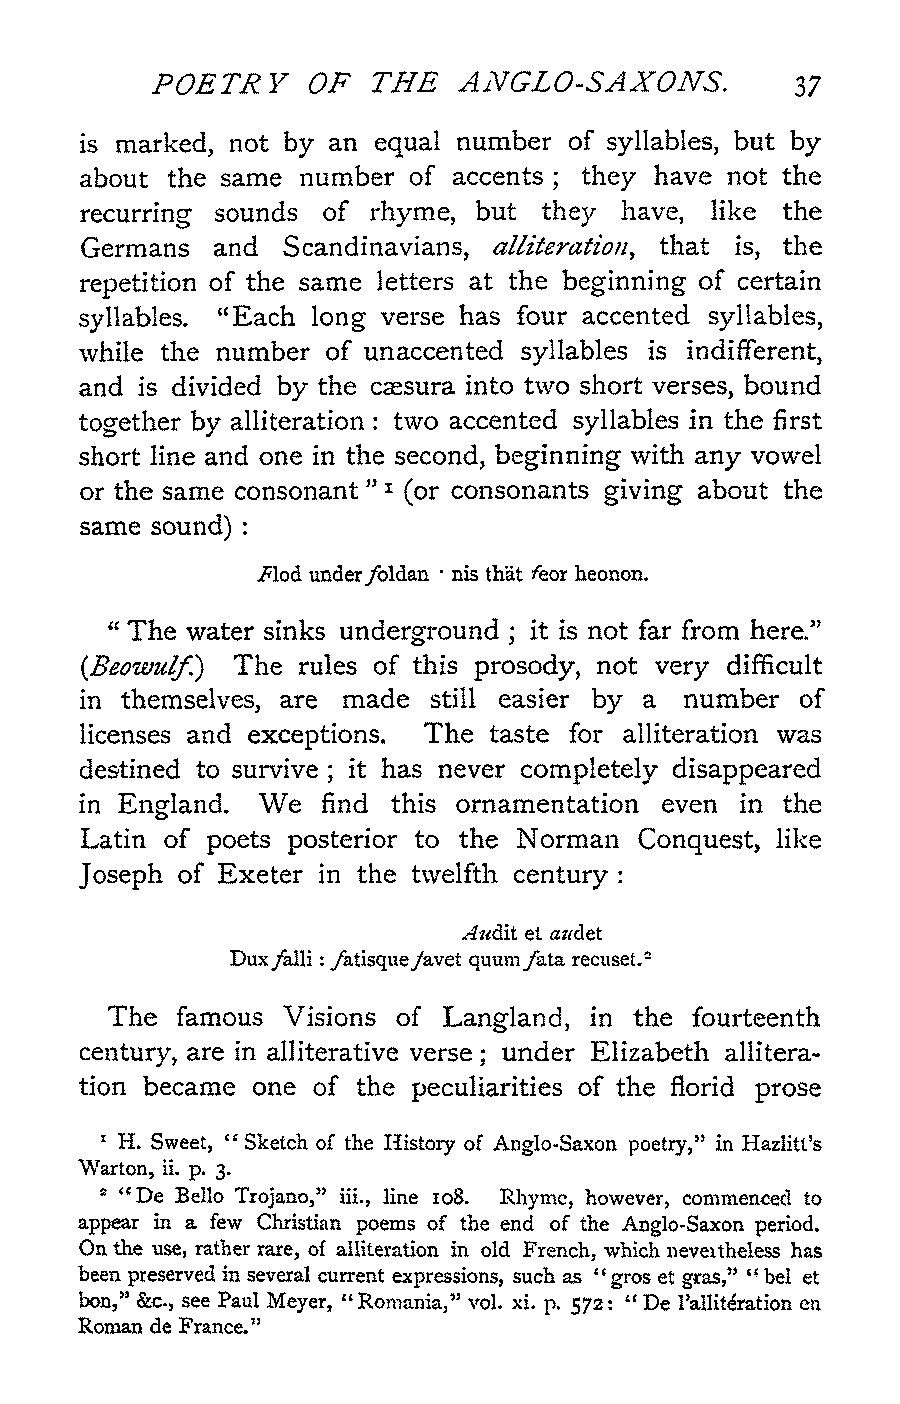 POETRY OF THE ANGLO-SAXONS. 37
is marked, not by an equal number of syllables, but by
about the same number of accents ; they have not the
recurring sounds of rhyme, but they have, like the
Germans and Scandinavians, alliteration, that is, the
repetition of the same letters at the beginning of certain
syllables. “Each long verse has four accented syllables,
while the number of unaccented syllables is indifferent,
and is divided by the cæsura into two short verses, bound
together by alliteration : two accented syllables in the first
short line and one in the second, beginning with any vowel
or the same consonant” ¹ (or consonants giving about the
same sound) :
Flod under foldan · nis thät feor heonon.
“ The water sinks underground ; it is not far from here.”
(Beowulf.) The rules of this prosody, not very difficult
in themselves, are made still easier by a number of
licenses and exceptions. The taste for alliteration was
destined to survive ; it has never completely disappeared
in England. We find this ornamentation even in the
Latin of poets posterior to the Norman Conquest, like
Joseph of Exeter in the twelfth century :
Audit et audet
Dux falli : fatisque favet quum fata recuset.²
The famous Visions of Langland, in the fourteenth
century, are in alliterative verse ; under Elizabeth allitera-
tion became one of the peculiarities of the florid prose
¹ H. Sweet, “ Sketch of the History of Anglo-Saxon poetry,” in Hazlitt's
Warton, ii. p. 3.
² “De Bello Trojano,” iii., line 108. Rhyme, however, commenced to
appear in a few Christian poems of the end of the Anglo-Saxon period.
On the use, rather rare, of alliteration in old French, which nevertheless has
been preserved in several current expressions, such as “gros et gras,” “bel et
bon,” &c., see Paul Meyer, “Romania,” vol. xi. p. 572: “De l'allitération en
Roman de France.”